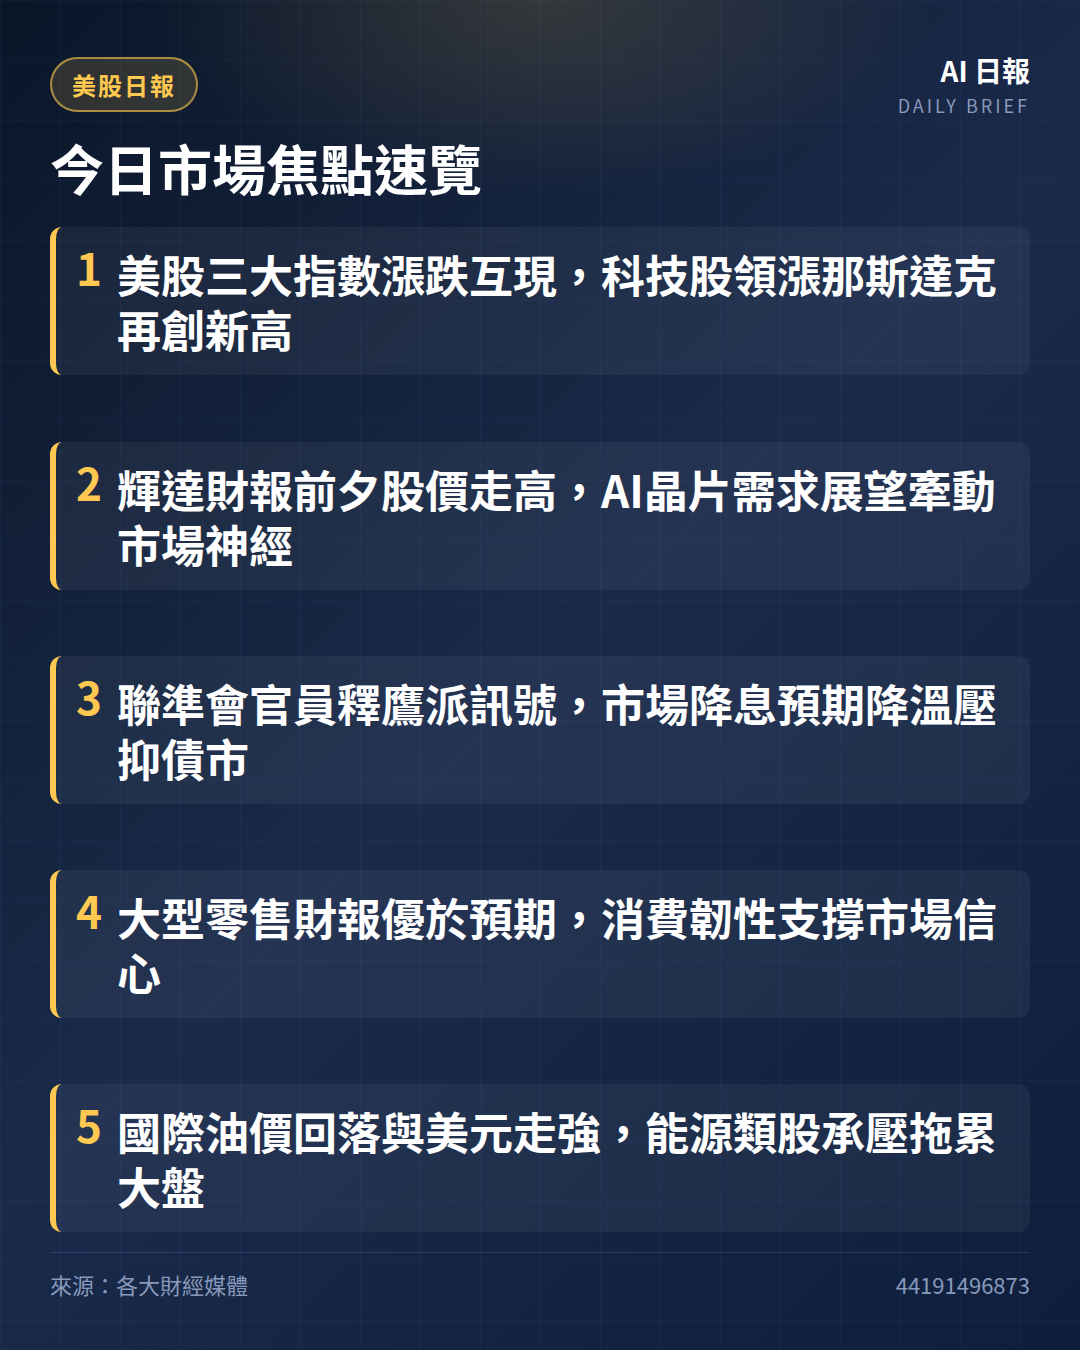 美股日報
AI 日報
DAILY BRIEF
今日市場焦點速覽
1 美股三大指數漲跌互現，科技股領漲那斯達克
再創新高
2 輝達財報前夕股價走高，AI晶片需求展望牽動
市場神經
3 聯準會官員釋鷹派訊號，市場降息預期降溫壓
抑債市
4 大型零售財報優於預期，消費韌性支撐市場信
心
5 國際油價回落與美元走強，能源類股承壓拖累
大盤
來源：各大財經媒體
44191496873